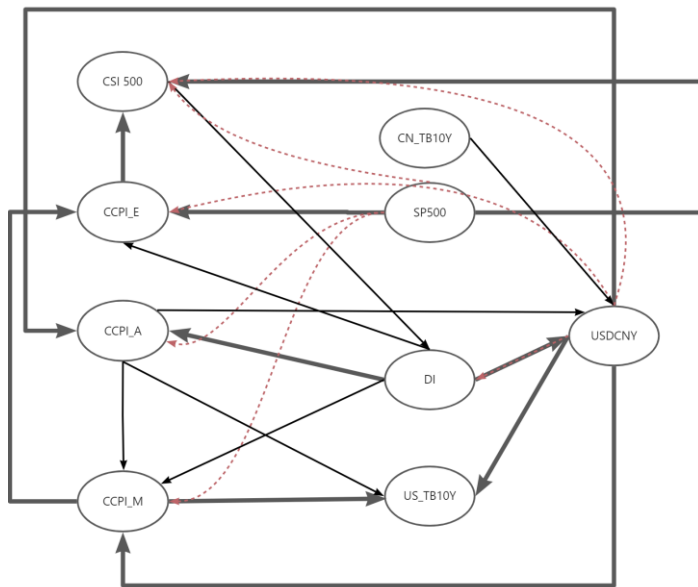 CSI 500
CN_TB10Y
CCPI_E
SP500
CCPI_A
USDCNY
DI
CCPI_M
US_TB10Y